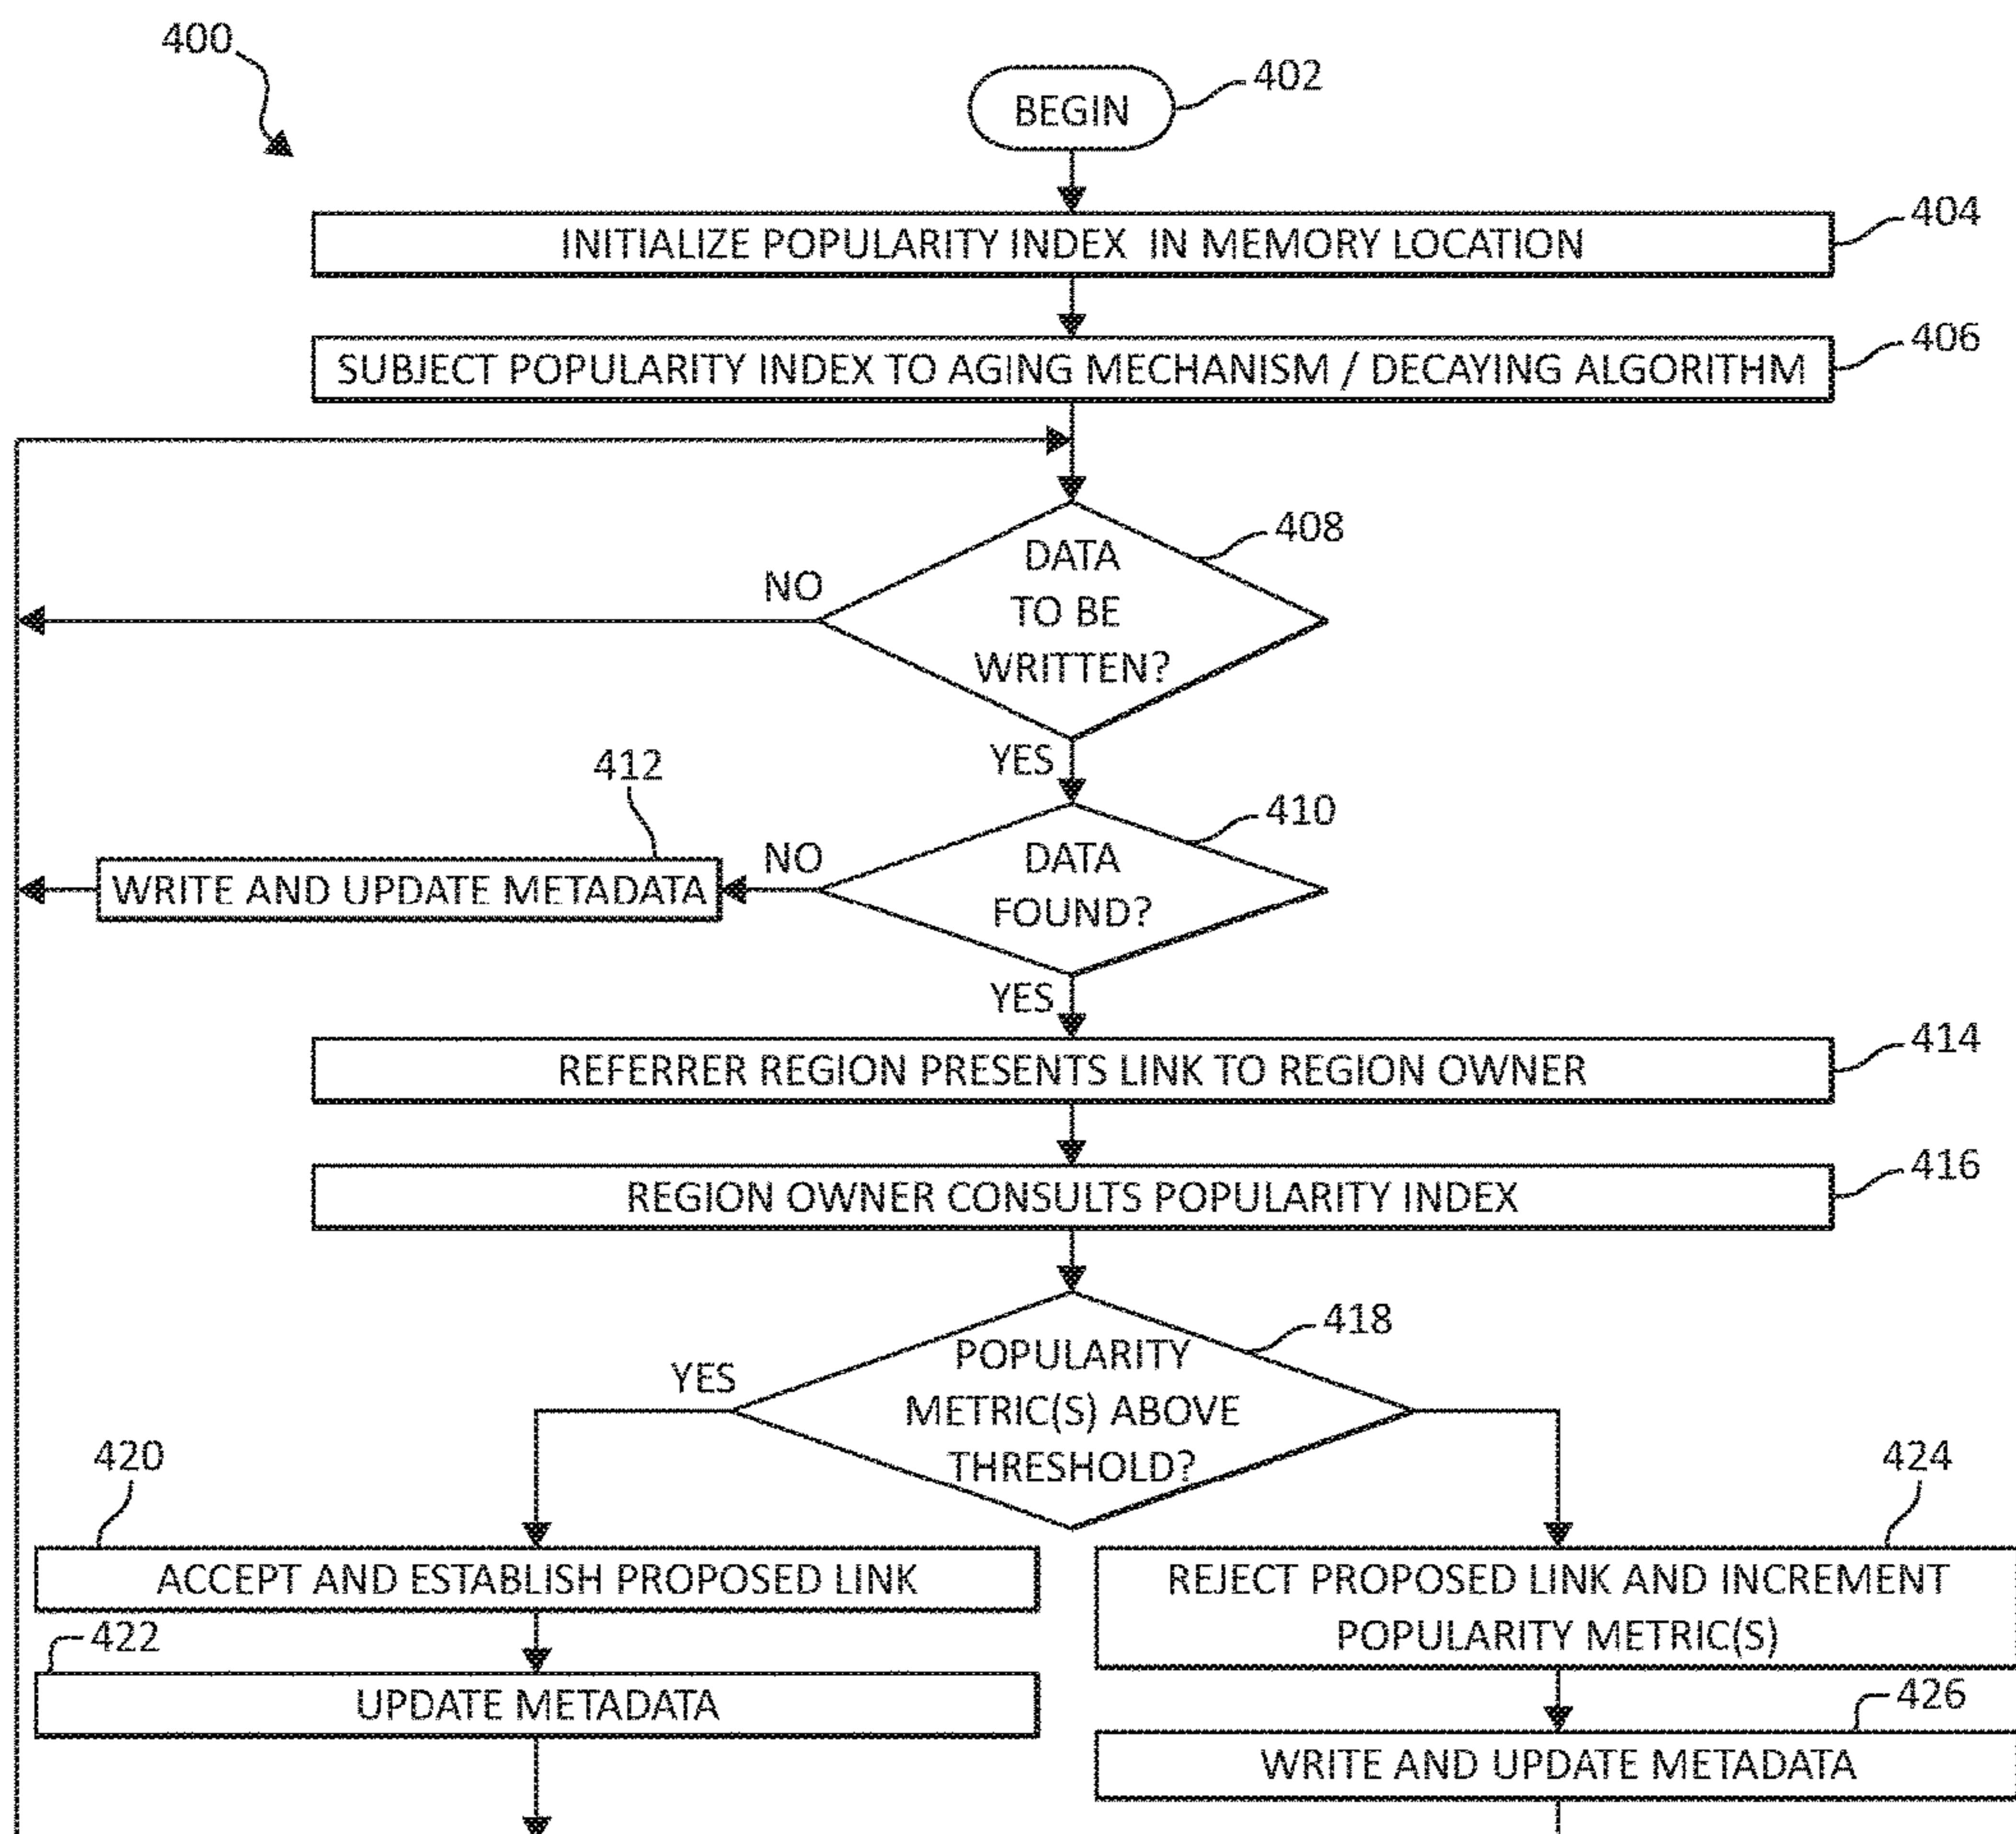 400
402
BEGIN
404
INITIALIZE POPULARITY INDEX IN MEMORY LOCATION
406
SUBJECT POPULARITY INDEX TO AGING MECHANISM / DECAYING ALGORITHM
408
DATA
TO BE
WRITTEN?
NO
YES
412
410
WRITE AND UPDATE METADATA
NO
DATA
FOUND?
YES
414
REFERRER REGION PRESENTS LINK TO REGION OWNER
416
REGION OWNER CONSULTS POPULARITY INDEX
418
YES
POPULARITY
METRIC(S) ABOVE
THRESHOLD?
420
ACCEPT AND ESTABLISH PROPOSED LINK
422
UPDATE METADATA
424
REJECT PROPOSED LINK AND INCREMENT
POPULARITY METRIC(S)
426
WRITE AND UPDATE METADATA